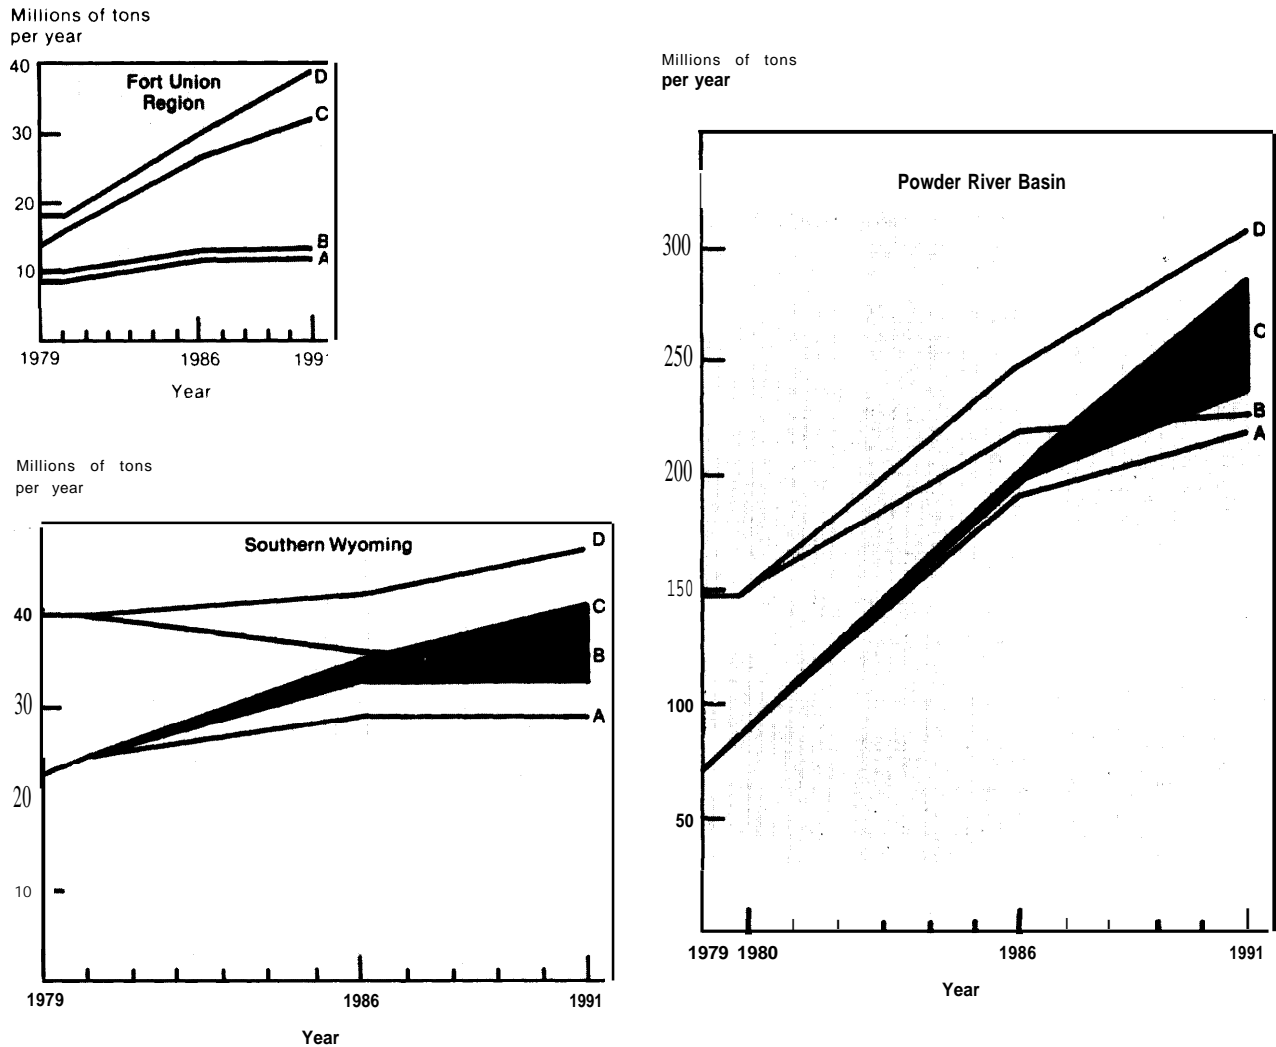 Millions of tons
per year
40
Fort Union
Region
D
C
30
20
B
A
10
1979
1986
1991
Year
Millions of tons
per year
Southern Wyoming
D
40
C
B
30
A
20
10
1979
1986
1991
Year
Millions of tons
per year
Powder River Basin
300
D
C
250
B
A
200
150
100
50
1979 1980
1986
1991
Year